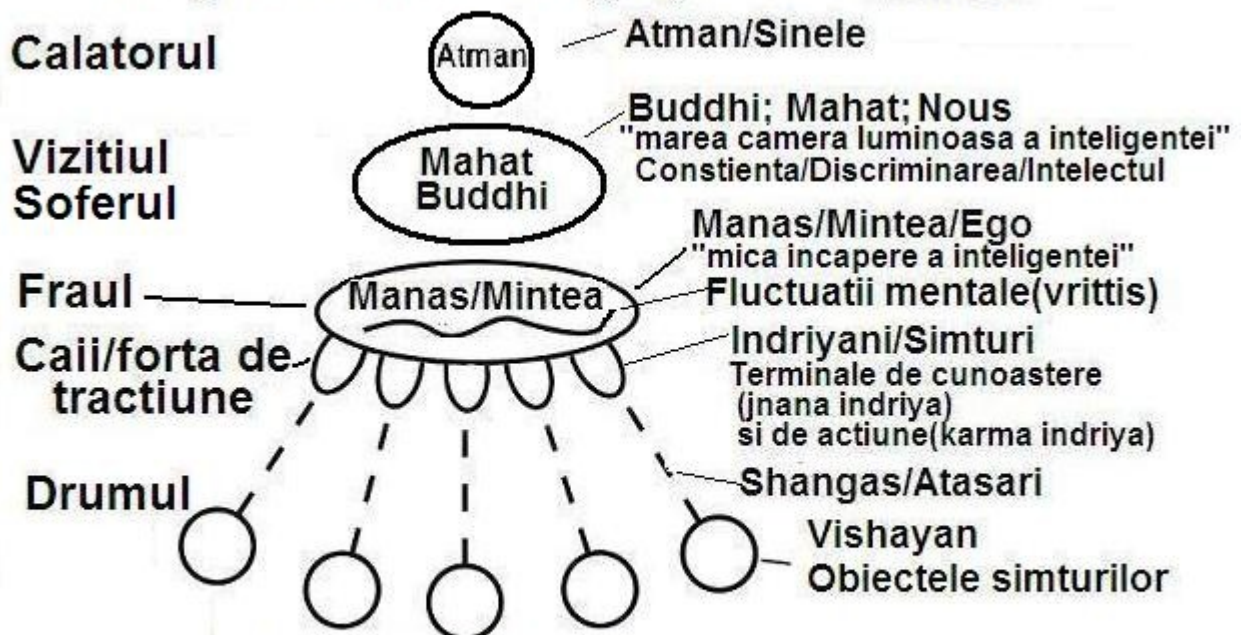 Calatorul
Atman
Atman/Sinele
Vizitiul
Soferul
Mahat
Buddhi
Buddhi; Mahat; Nous
"marea camera luminoasa a inteligentei"
Constienta/Discriminarea/Intelectul
Manas/Mintea/Ego
"mica incapere a inteligentei"
Fraul
Manas/Mintea
Fluctuatii mentale(vrittis)
Caii/forta de
tractiune
Indriyani/Simturi
Terminale de cunoastere
(jnana indriya)
si de actiune(karma indriya)
Drumul
Shangas/Atasari
Vishayan
Obiectele simturilor